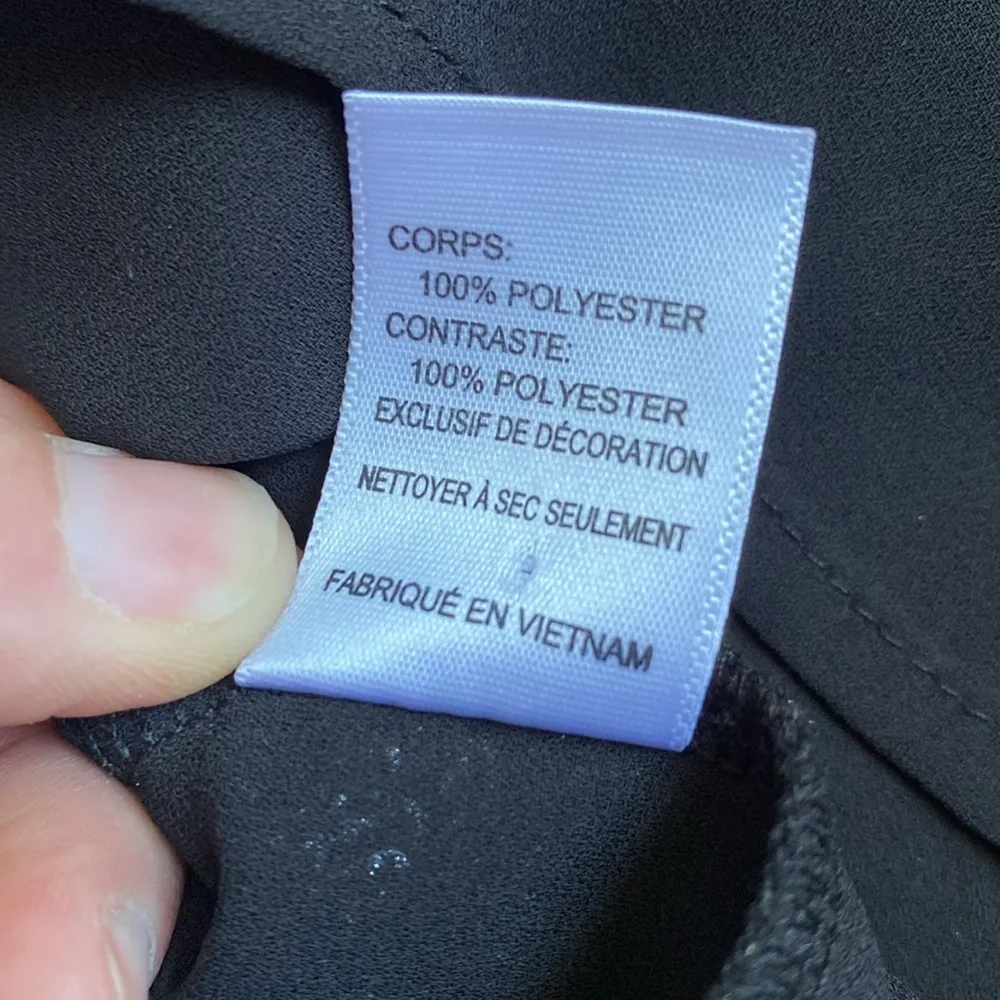 CORPS:
100% POLYESTER
CONTRASTE:
100% POLYESTER
EXCLUSIF DE DÉCORATION
NETTOYER À SEC SEULEMENT
FABRIQUÉ EN VIETNAM